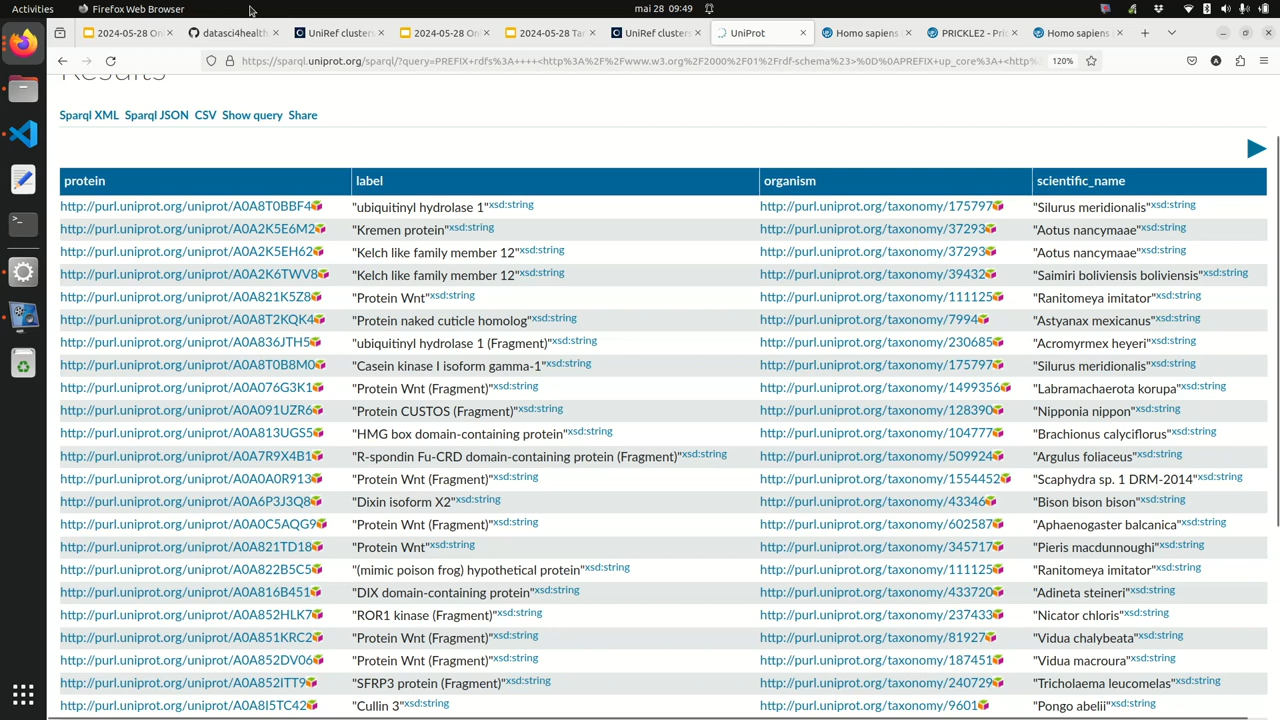 Activities Firefox Web Browser mai 28 09:49
2024-05-28 On datasci4health UniRef clusters 2024-05-28 On 2024-05-28 Ta UniRef clusters UniProt Homo sapiens PRICKLE2 - Pri Homo sapiens
https://sparql.uniprot.org/sparql/?query=PREFIX+rdfs%3A++++<http%3A%2F%2Fwww.w3.org%2F2000%2F01%2Frdf-schema%23>%0D%0APREFIX+up_core%3A+<http% 120%
Results
Sparql XML Sparql JSON CSV Show query Share
protein label organism scientific_name
http://purl.uniprot.org/uniprot/A0A8T0BBF4 "ubiquitinyl hydrolase 1"xsd:string http://purl.uniprot.org/taxonomy/175797 "Silurus meridionalis"xsd:string
http://purl.uniprot.org/uniprot/A0A2K5E6M2 "Kremen protein"xsd:string http://purl.uniprot.org/taxonomy/37293 "Aotus nancymaae"xsd:string
http://purl.uniprot.org/uniprot/A0A2K5EH62 "Kelch like family member 12"xsd:string http://purl.uniprot.org/taxonomy/37293 "Aotus nancymaae"xsd:string
http://purl.uniprot.org/uniprot/A0A2K6TWV8 "Kelch like family member 12"xsd:string http://purl.uniprot.org/taxonomy/39432 "Saimiri boliviensis boliviensis"xsd:string
http://purl.uniprot.org/uniprot/A0A821K5Z8 "Protein Wnt"xsd:string http://purl.uniprot.org/taxonomy/111125 "Ranitomeya imitator"xsd:string
http://purl.uniprot.org/uniprot/A0A8T2KQK4 "Protein naked cuticle homolog"xsd:string http://purl.uniprot.org/taxonomy/7994 "Astyanax mexicanus"xsd:string
http://purl.uniprot.org/uniprot/A0A836JTH5 "ubiquitinyl hydrolase 1 (Fragment)"xsd:string http://purl.uniprot.org/taxonomy/230685 "Acromyrmex heyeri"xsd:string
http://purl.uniprot.org/uniprot/A0A8T0B8M0 "Casein kinase I isoform gamma-1"xsd:string http://purl.uniprot.org/taxonomy/175797 "Silurus meridionalis"xsd:string
http://purl.uniprot.org/uniprot/A0A076G3K1 "Protein Wnt (Fragment)"xsd:string http://purl.uniprot.org/taxonomy/1499356 "Labramachaerota korupa"xsd:string
http://purl.uniprot.org/uniprot/A0A091UZR6 "Protein CUSTOS (Fragment)"xsd:string http://purl.uniprot.org/taxonomy/128390 "Nipponia nippon"xsd:string
http://purl.uniprot.org/uniprot/A0A813UGS5 "HMG box domain-containing protein"xsd:string http://purl.uniprot.org/taxonomy/104777 "Brachionus calyciflorus"xsd:string
http://purl.uniprot.org/uniprot/A0A7R9X4B1 "R-spondin Fu-CRD domain-containing protein (Fragment)"xsd:string http://purl.uniprot.org/taxonomy/509924 "Argulus foliaceus"xsd:string
http://purl.uniprot.org/uniprot/A0A0A0R913 "Protein Wnt (Fragment)"xsd:string http://purl.uniprot.org/taxonomy/1554452 "Scaphydra sp. 1 DRM-2014"xsd:string
http://purl.uniprot.org/uniprot/A0A6P3J3Q8 "Dixin isoform X2"xsd:string http://purl.uniprot.org/taxonomy/43346 "Bison bison bison"xsd:string
http://purl.uniprot.org/uniprot/A0A0C5AQG9 "Protein Wnt (Fragment)"xsd:string http://purl.uniprot.org/taxonomy/602587 "Aphaenogaster balcanica"xsd:string
http://purl.uniprot.org/uniprot/A0A821TD18 "Protein Wnt"xsd:string http://purl.uniprot.org/taxonomy/345717 "Pieris macdunnoughi"xsd:string
http://purl.uniprot.org/uniprot/A0A822B5C5 "(mimic poison frog) hypothetical protein"xsd:string http://purl.uniprot.org/taxonomy/111125 "Ranitomeya imitator"xsd:string
http://purl.uniprot.org/uniprot/A0A816B451 "DIX domain-containing protein"xsd:string http://purl.uniprot.org/taxonomy/433720 "Adineta steineri"xsd:string
http://purl.uniprot.org/uniprot/A0A852HLK7 "ROR1 kinase (Fragment)"xsd:string http://purl.uniprot.org/taxonomy/237433 "Nicator chloris"xsd:string
http://purl.uniprot.org/uniprot/A0A851KRC2 "Protein Wnt (Fragment)"xsd:string http://purl.uniprot.org/taxonomy/81927 "Vidua chalybeata"xsd:string
http://purl.uniprot.org/uniprot/A0A852DV06 "Protein Wnt (Fragment)"xsd:string http://purl.uniprot.org/taxonomy/187451 "Vidua macroura"xsd:string
http://purl.uniprot.org/uniprot/A0A852ITT9 "SFRP3 protein (Fragment)"xsd:string http://purl.uniprot.org/taxonomy/240729 "Tricholaema leucomelas"xsd:string
http://purl.uniprot.org/uniprot/A0A8I5TC42 "Cullin 3"xsd:string http://purl.uniprot.org/taxonomy/9601 "Pongo abelii"xsd:string